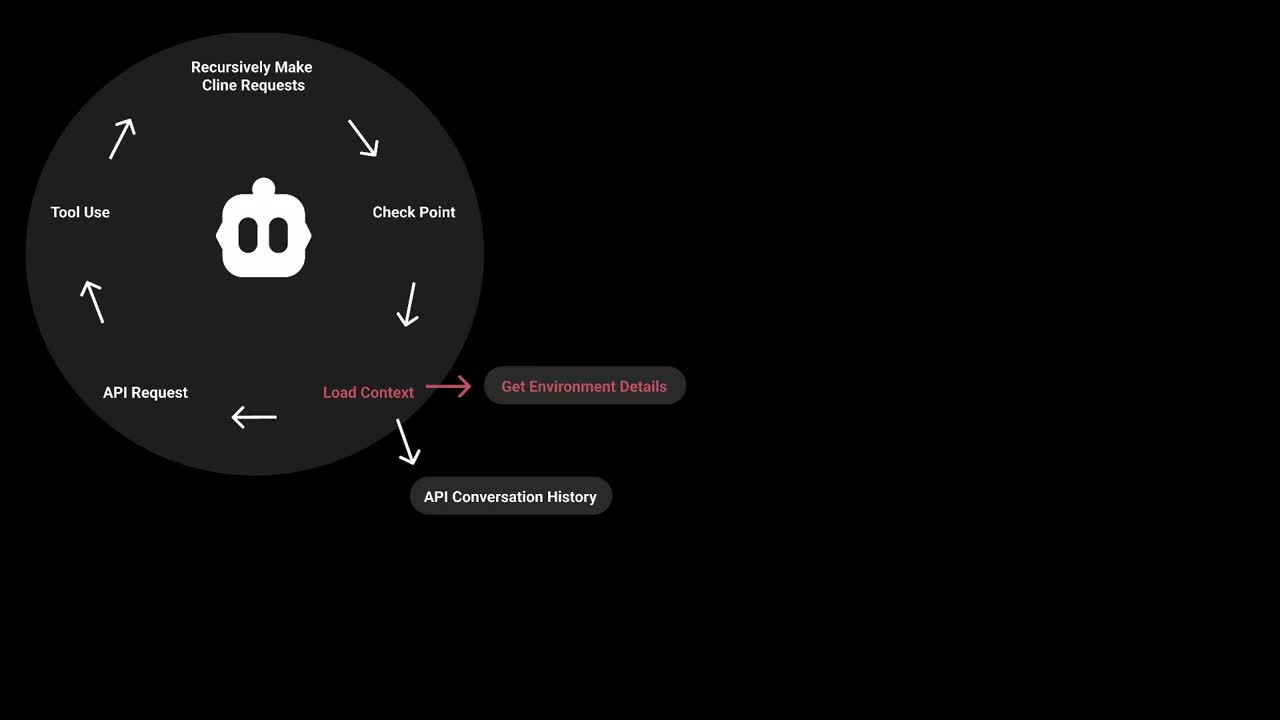 Recursively Make
Cline Requests
Tool Use
Check Point
API Request
Load Context
Get Environment Details
API Conversation History